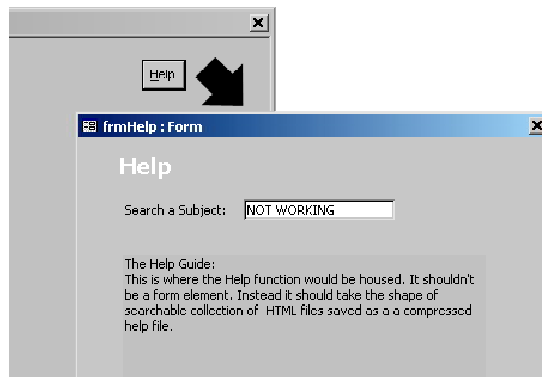 Help
frmHelp : Form
Help
Search a Subject: NOT WORKING
The Help Guide:
This is where the Help function would be housed. It shouldn't
be a form element. Instead it should take the shape of
searchable collection of HTML files saved as a a compressed
help file.